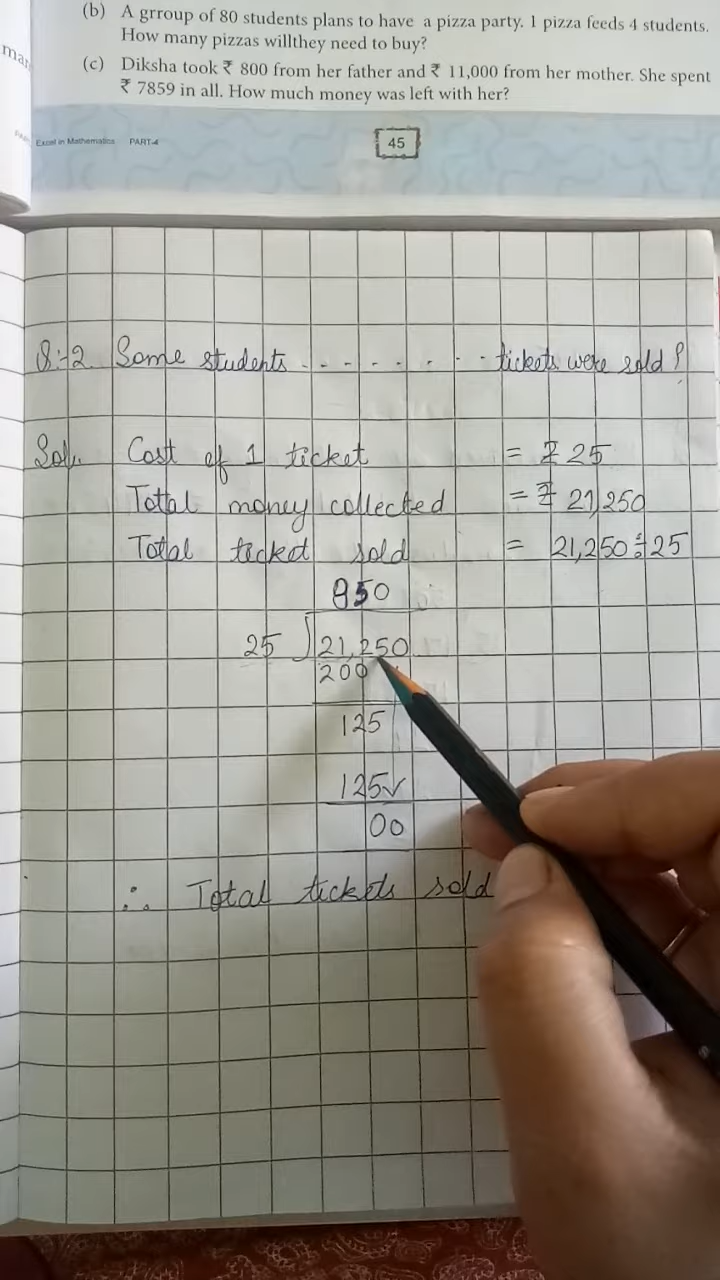 (b) A grroup of 80 students plans to have a pizza party. 1 pizza feeds 4 students.
How many pizzas willthey need to buy?
(c) Diksha took ₹ 800 from her father and ₹ 11,000 from her mother. She spent
₹ 7859 in all. How much money was left with her?
Excel in Mathematics PART-4
45
Q:-2. Some students . - - - - - - tickets were sold?
Sol. Cost of 1 ticket = ₹ 25
Total money collected = ₹ 21,250
Total ticket sold = 21,250 ÷ 25
850
25 21,250
200
125
125
00
∴ Total tickets sold